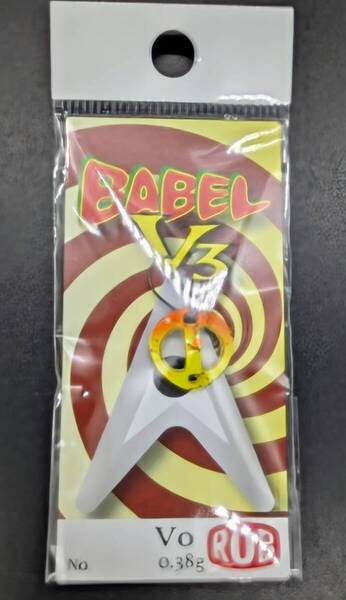 BABEL
V3
Vo
No 0.38g
ROB